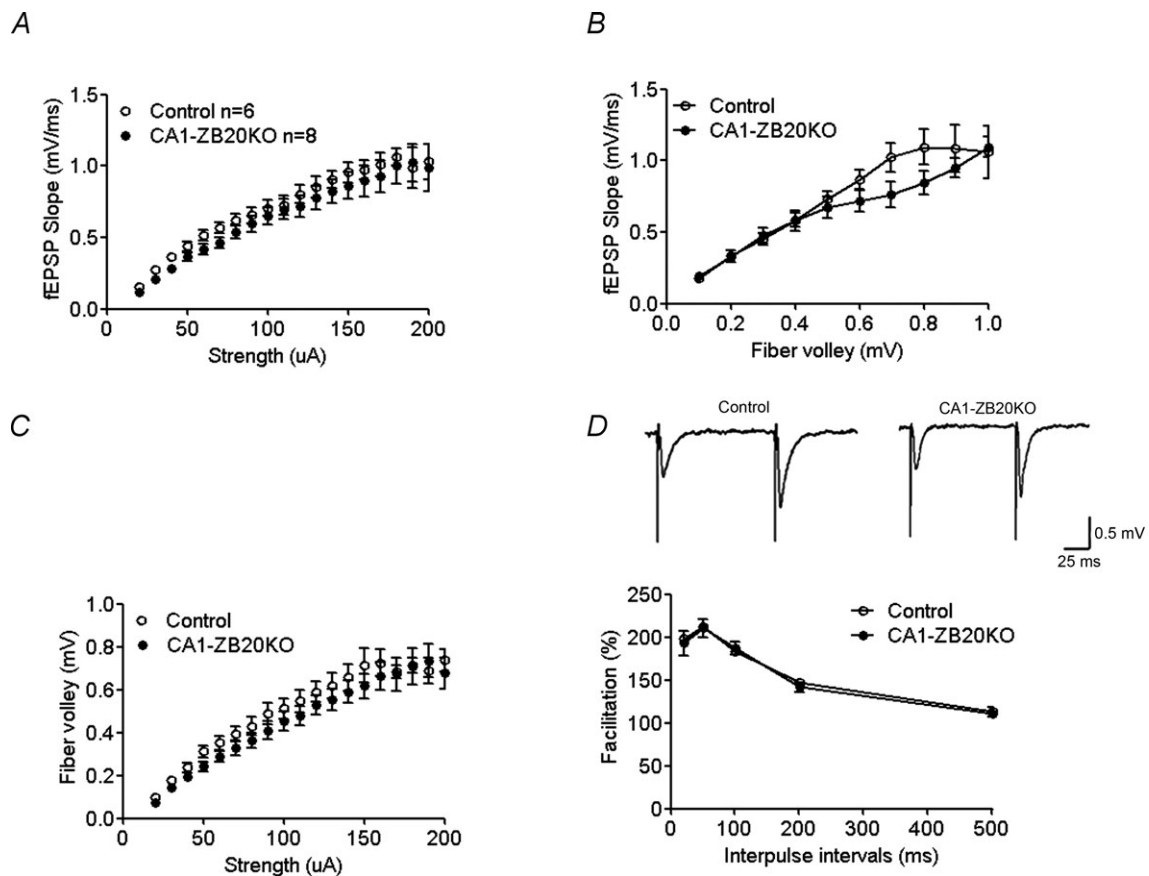 A
fEPSP Slope (mV/ms)
1.5
1.0
0.5
0.0
Control n=6
CA1-ZB20KO n=8
0
50
100
150
200
Strength (uA)
B
fEPSP Slope (mV/ms)
1.5
1.0
0.5
0.0
Control
CA1-ZB20KO
0.0
0.2
0.4
0.6
0.8
1.0
Fiber volley (mV)
C
Fiber volley (mV)
1.0
0.8
0.6
0.4
0.2
0.0
Control
CA1-ZB20KO
0
50
100
150
200
Strength (uA)
D
Control
CA1-ZB20KO
0.5 mV
25 ms
Facilitation (%)
250
200
150
100
50
0
Control
CA1-ZB20KO
0
100
200
300
400
500
Interpulse intervals (ms)